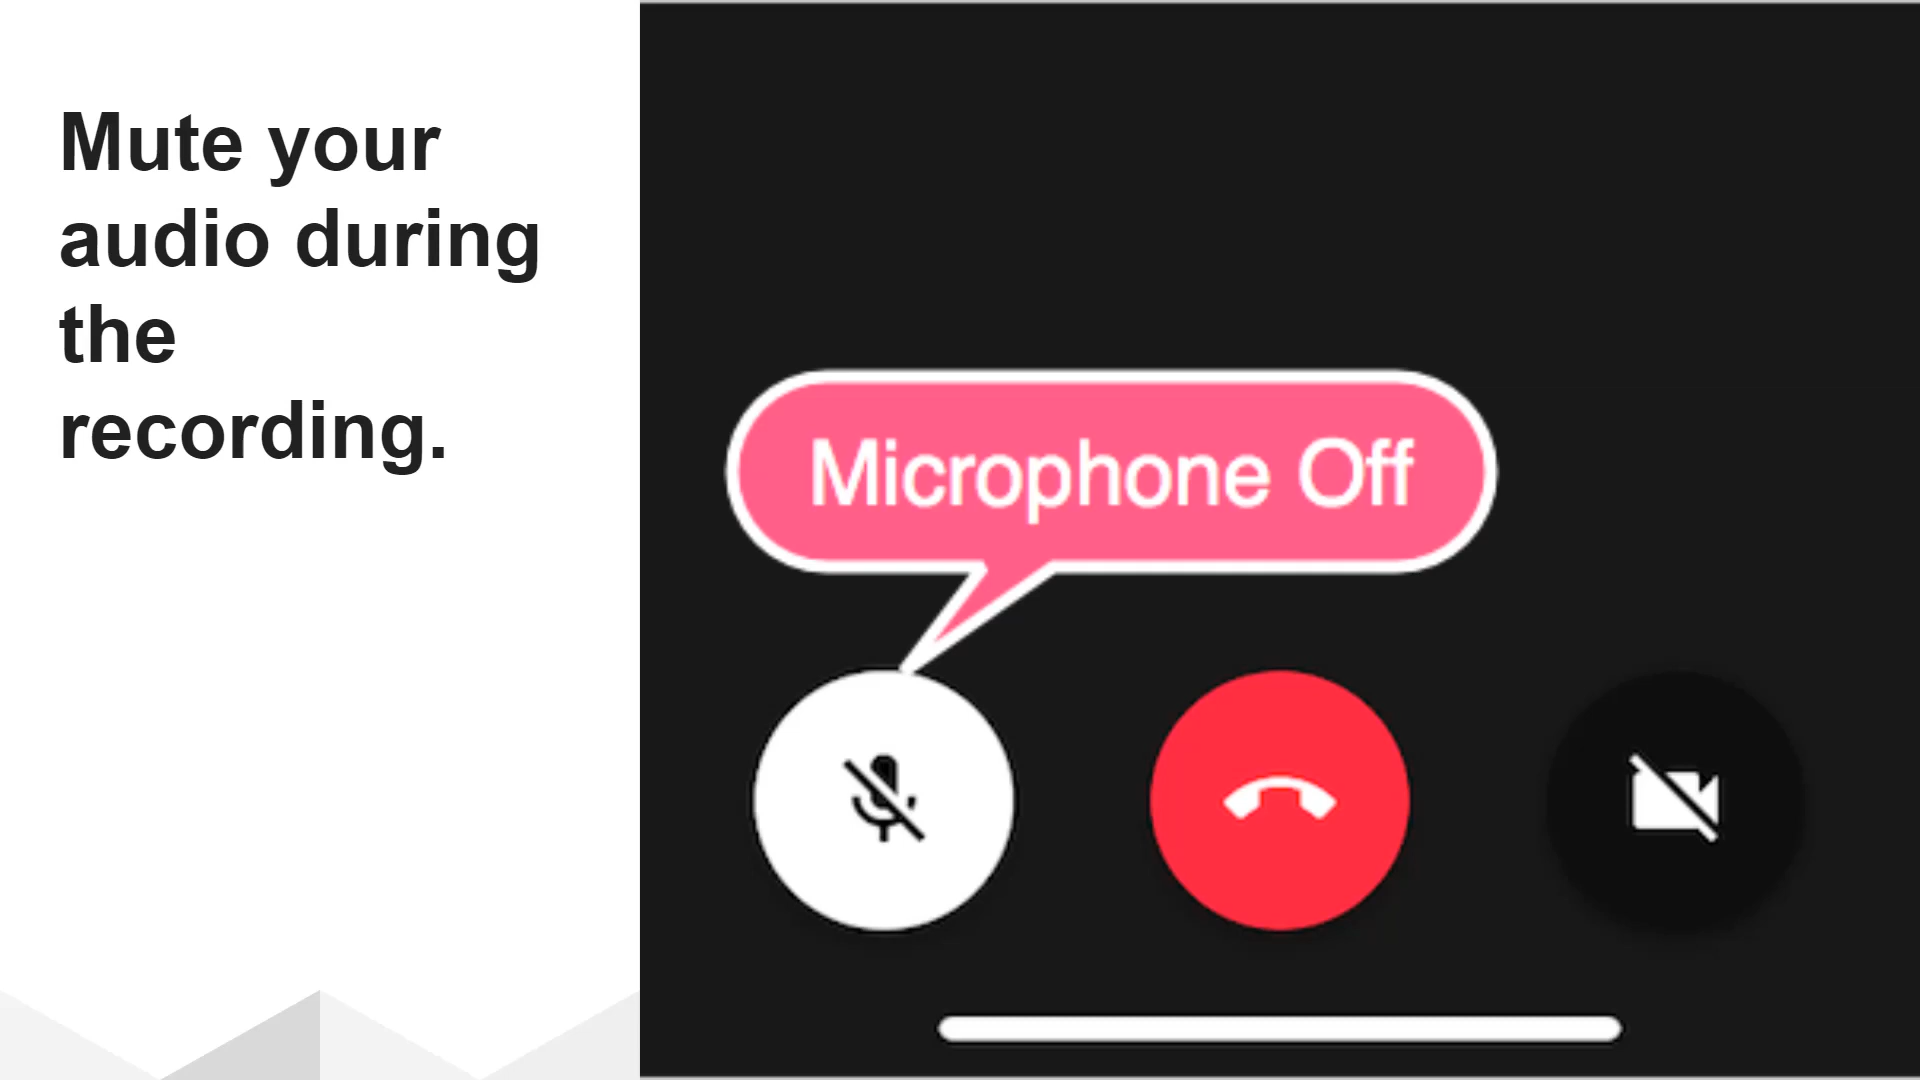 Mute your
audio during
the
recording.
Microphone Off